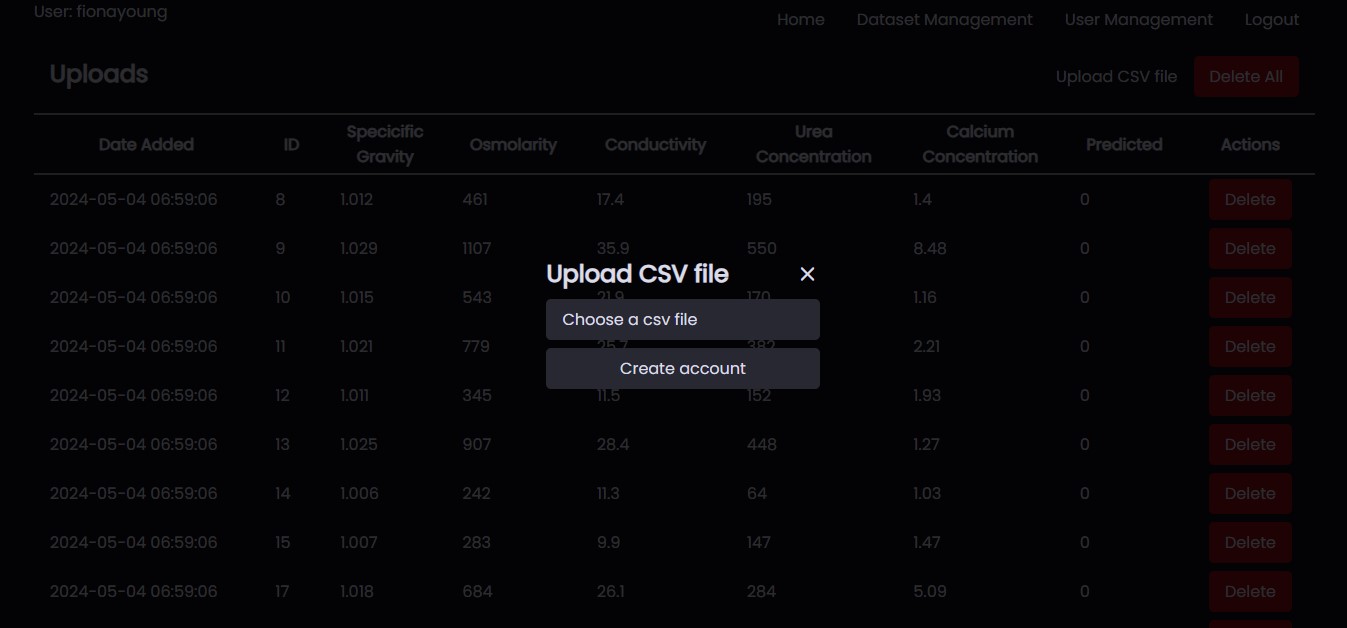 User: fionayoung
Home Dataset Management User Management Logout
Uploads
Upload CSV file Delete All
Date Added ID Specicific Gravity Osmolarity Conductivity Urea Concentration Calcium Concentration Predicted Actions
2024-05-04 06:59:06 8 1.012 461 17.4 195 1.4 0 Delete
2024-05-04 06:59:06 9 1.029 1107 35.9 550 8.48 0 Delete
Upload CSV file ×
2024-05-04 06:59:06 10 1.015 543 21.9 170 1.16 0 Delete
Choose a csv file
2024-05-04 06:59:06 11 1.021 779 25.7 382 2.21 0 Delete
Create account
2024-05-04 06:59:06 12 1.011 345 11.5 152 1.93 0 Delete
2024-05-04 06:59:06 13 1.025 907 28.4 448 1.27 0 Delete
2024-05-04 06:59:06 14 1.006 242 11.3 64 1.03 0 Delete
2024-05-04 06:59:06 15 1.007 283 9.9 147 1.47 0 Delete
2024-05-04 06:59:06 17 1.018 684 26.1 284 5.09 0 Delete